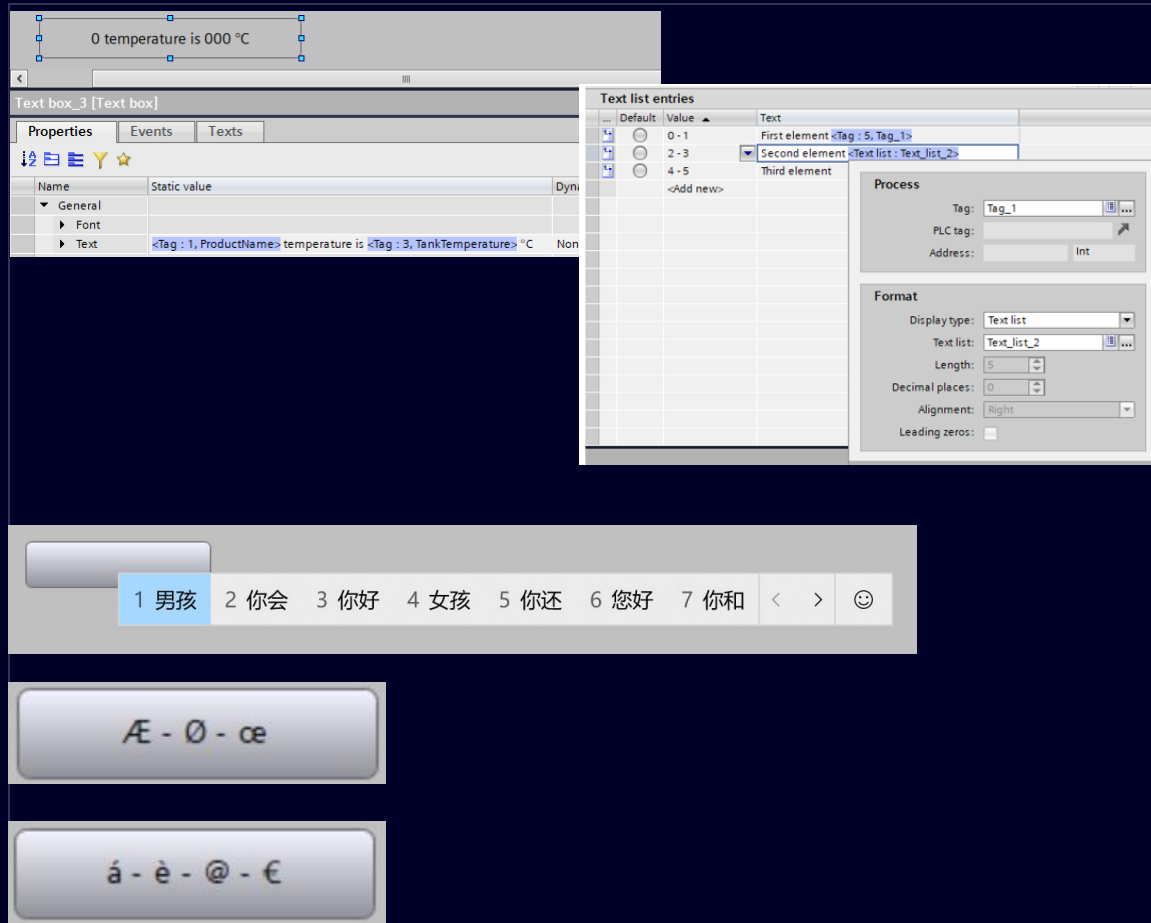 0 temperature is 000 °C
Text box_3 [Text box]
Properties Events Texts
Name Static value
General
Font
Text <Tag : 1, ProductName> temperature is <Tag : 3, TankTemperature> °C Non
Text list entries
... Default Value Text
0 - 1 First element <Tag : 5, Tag_1>
2 - 3 Second element <Text list : Text_list_2>
4 - 5 Third element
<Add new>
Process
Tag: Tag_1
PLC tag:
Address: Int
Format
Display type: Text list
Text list: Text_list_2
Length: 5
Decimal places: 0
Alignment: Right
Leading zeros:
1 男孩 2 你会 3 你好 4 女孩 5 你还 6 您好 7 你和
Æ - Ø - œ
á - è - @ - €